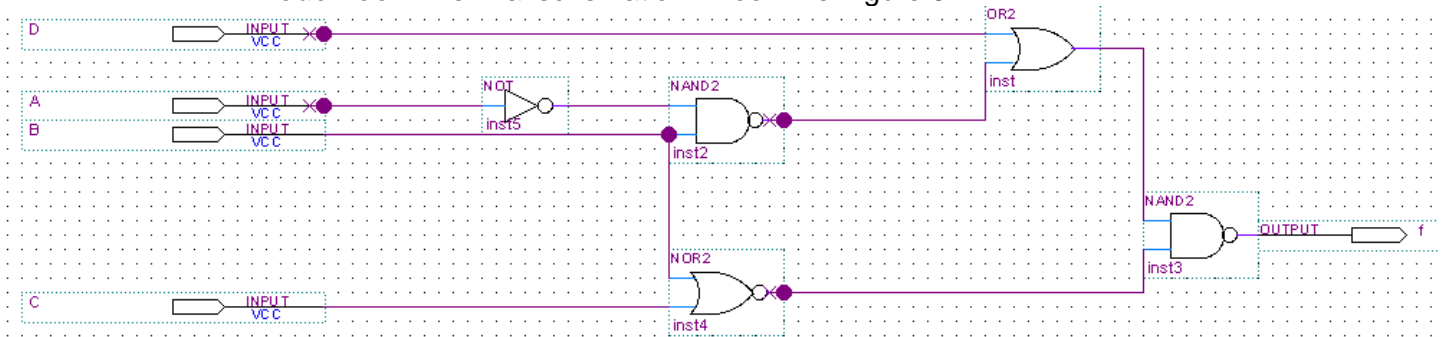 OR2
D INPUT
VCC
inst
NOT NAND2
A INPUT
VCC
inst5
B INPUT
VCC
inst2
NAND2
OUTPUT f
NOR2
inst3
C INPUT
VCC
inst4